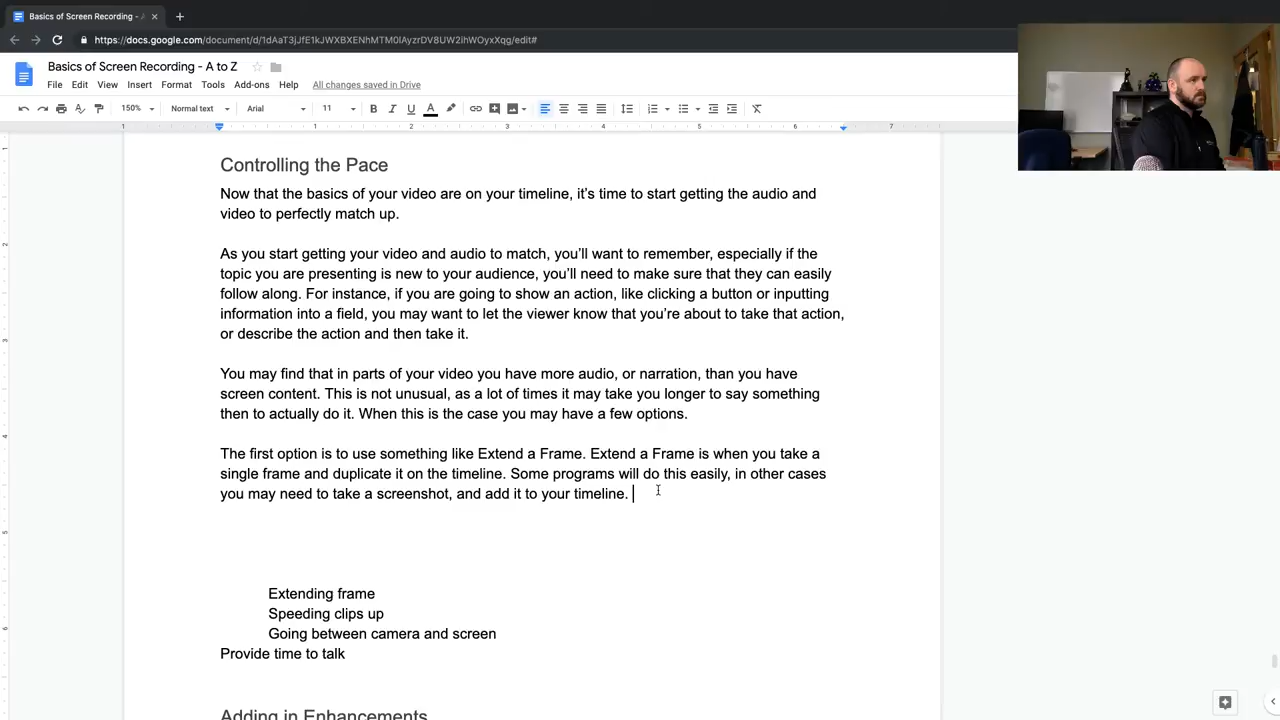 Basics of Screen Recording - A
https://docs.google.com/document/d/1dAaT3jJfE1kJWXBXENhMTM0IAyzrDV8UW2ihWOyxXqg/edit#
Basics of Screen Recording - A to Z
File Edit View Insert Format Tools Add-ons Help All changes saved in Drive
150% Normal text Arial 11 B I U A
1 1 2 3 4 5 6 7
Controlling the Pace
Now that the basics of your video are on your timeline, it's time to start getting the audio and
video to perfectly match up.
As you start getting your video and audio to match, you'll want to remember, especially if the
topic you are presenting is new to your audience, you'll need to make sure that they can easily
follow along. For instance, if you are going to show an action, like clicking a button or inputting
information into a field, you may want to let the viewer know that you're about to take that action,
or describe the action and then take it.
You may find that in parts of your video you have more audio, or narration, than you have
screen content. This is not unusual, as a lot of times it may take you longer to say something
then to actually do it. When this is the case you may have a few options.
The first option is to use something like Extend a Frame. Extend a Frame is when you take a
single frame and duplicate it on the timeline. Some programs will do this easily, in other cases
you may need to take a screenshot, and add it to your timeline.
Extending frame
Speeding clips up
Going between camera and screen
Provide time to talk
Adding in Enhancements